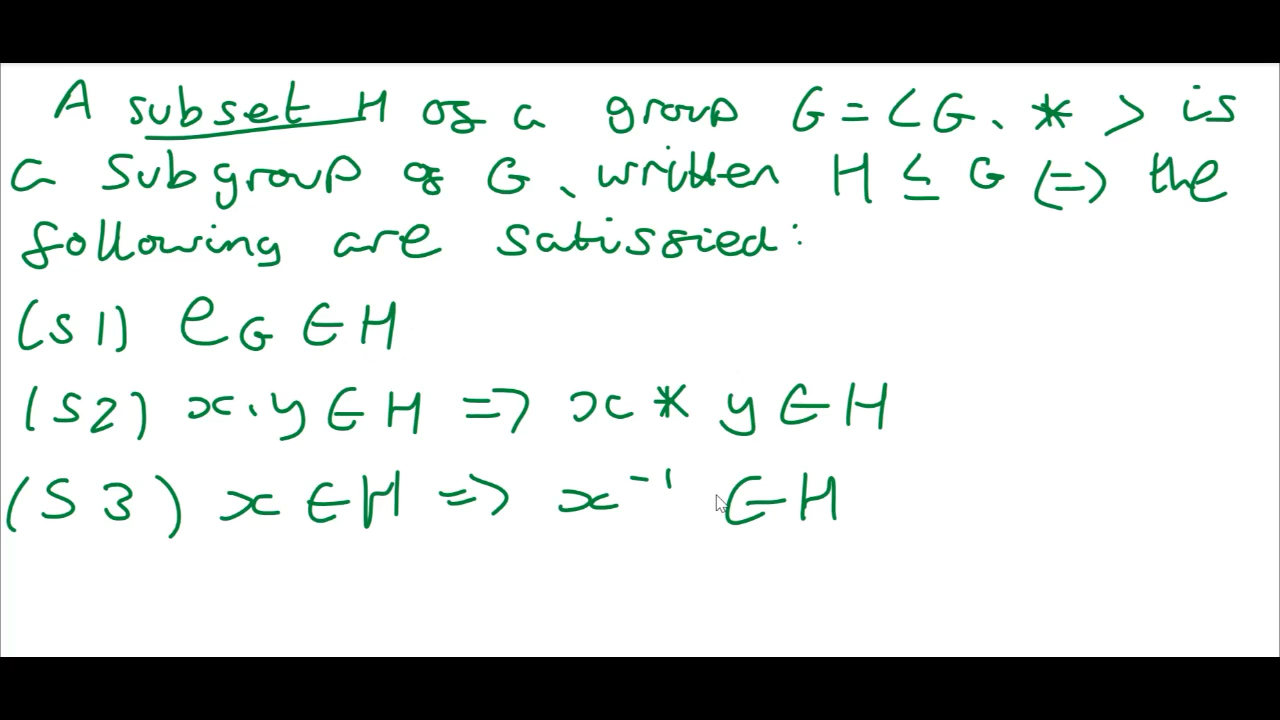 A subset H of a group G = <G, * > is
a subgroup of G, written H ≤ G (=) the
following are satisfied:
(S1) e_G ∈ H
(S2) x, y ∈ H => x * y ∈ H
(S3) x ∈ H => x⁻¹ ∈ H